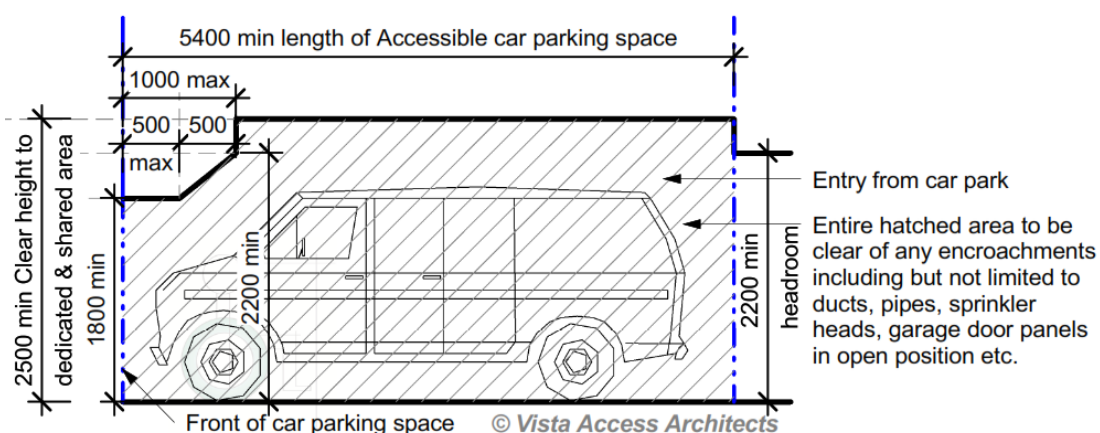 5400 min length of Accessible car parking space
1000 max
500 500
max
2500 min Clear height to
dedicated & shared area
1800 min
2200 min
2200 min
headroom
Entry from car park
Entire hatched area to be
clear of any encroachments
including but not limited to
ducts, pipes, sprinkler
heads, garage door panels
in open position etc.
Front of car parking space
© Vista Access Architects